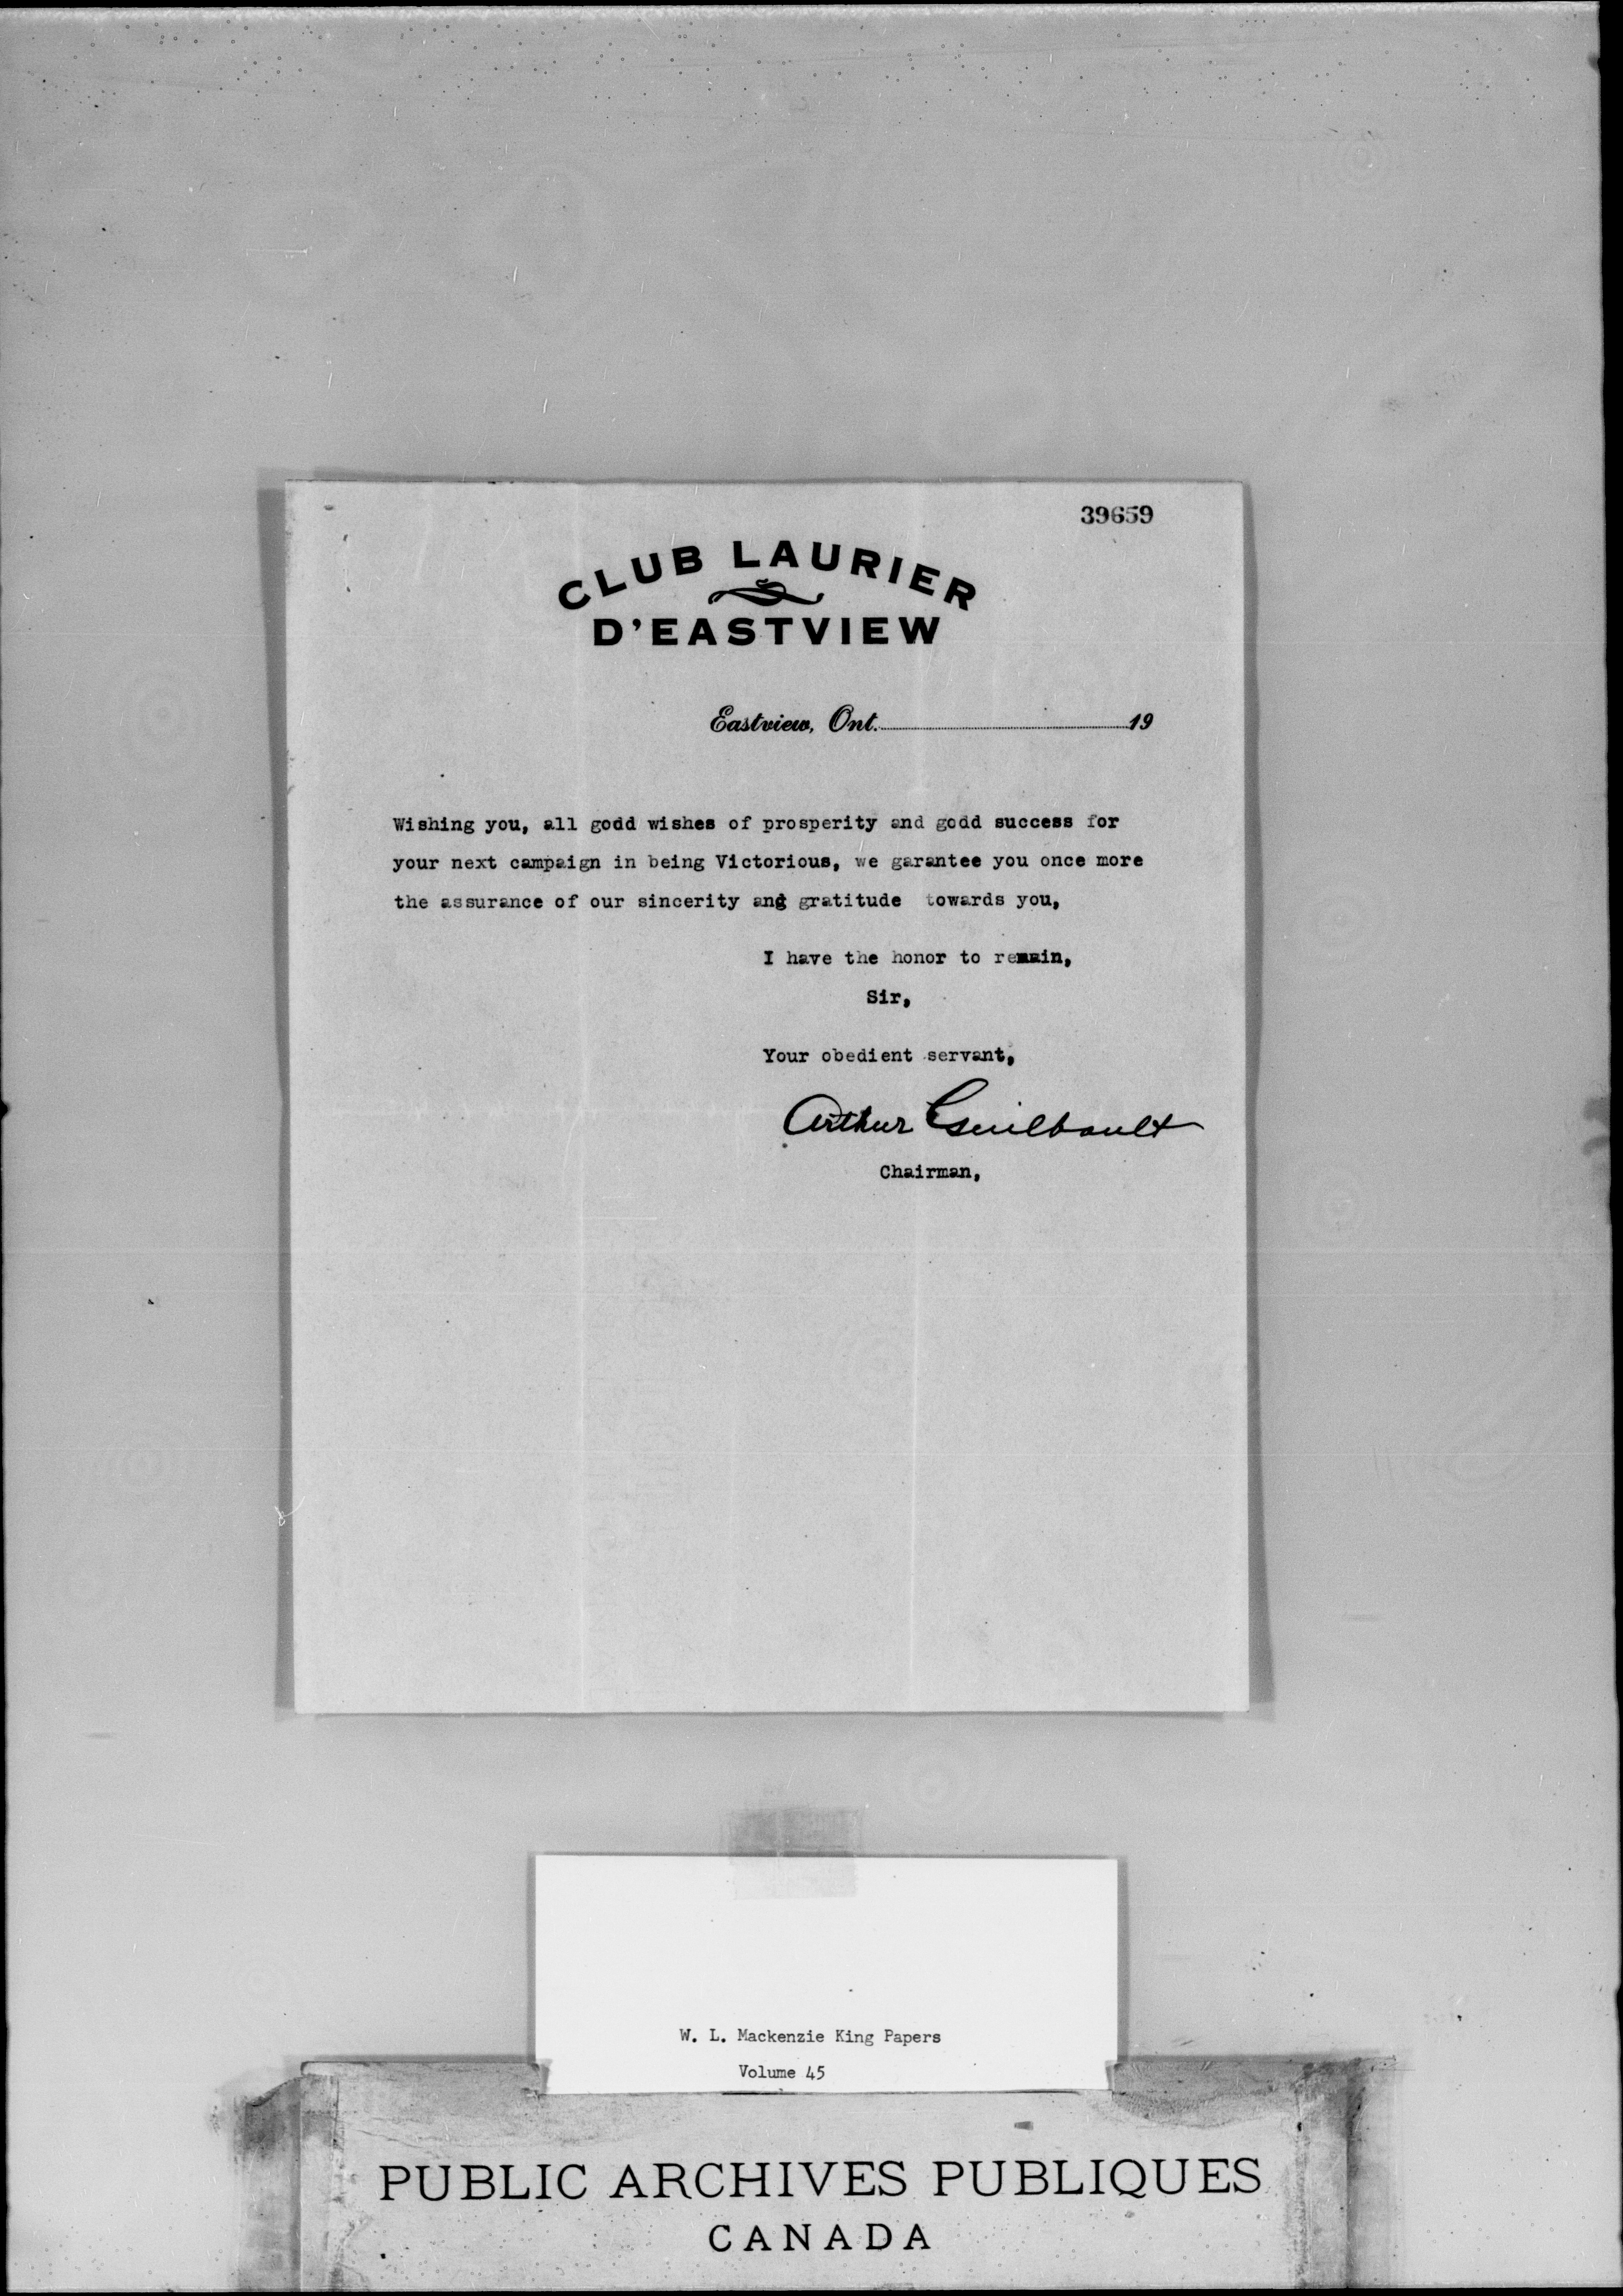 39659
CLUB LAURIER
D'EASTVIEW
Eastview, Ont. 19
Wishing you, all godd wishes of prosperity and godd success for
your next campaign in being Victorious, we garantee you once more
the assurance of our sincerity and gratitude towards you,
I have the honor to remain,
Sir,
Your obedient servant,
Arthur Guilbault
Chairman,
W. L. Mackenzie King Papers
Volume 45
PUBLIC ARCHIVES PUBLIQUES
CANADA